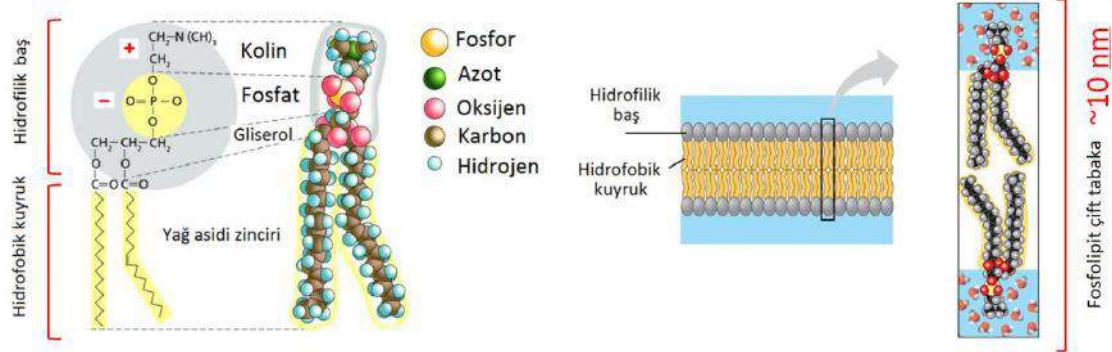 Hidrofilik baş
Hidrofobik kuyruk
+
CH₂–N (CH)₃
CH₂
O
−
O=P–O
O
CH₂–CH–CH₂
O O
C=O C=O
Kolin
Fosfat
Gliserol
Yağ asidi zinciri
Fosfor
Azot
Oksijen
Karbon
Hidrojen
Hidrofilik
baş
Hidrofobik
kuyruk
Fosfolipit çift tabaka ~10 nm